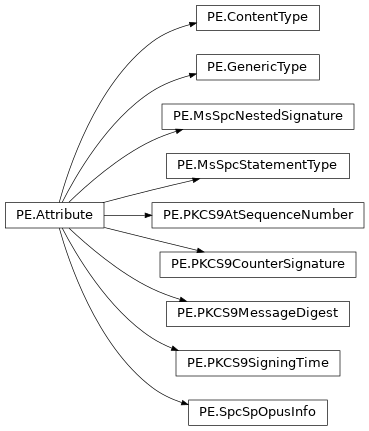 PE.ContentType
PE.GenericType
PE.MsSpcNestedSignature
PE.MsSpcStatementType
PE.Attribute
PE.PKCS9AtSequenceNumber
PE.PKCS9CounterSignature
PE.PKCS9MessageDigest
PE.PKCS9SigningTime
PE.SpcSpOpusInfo